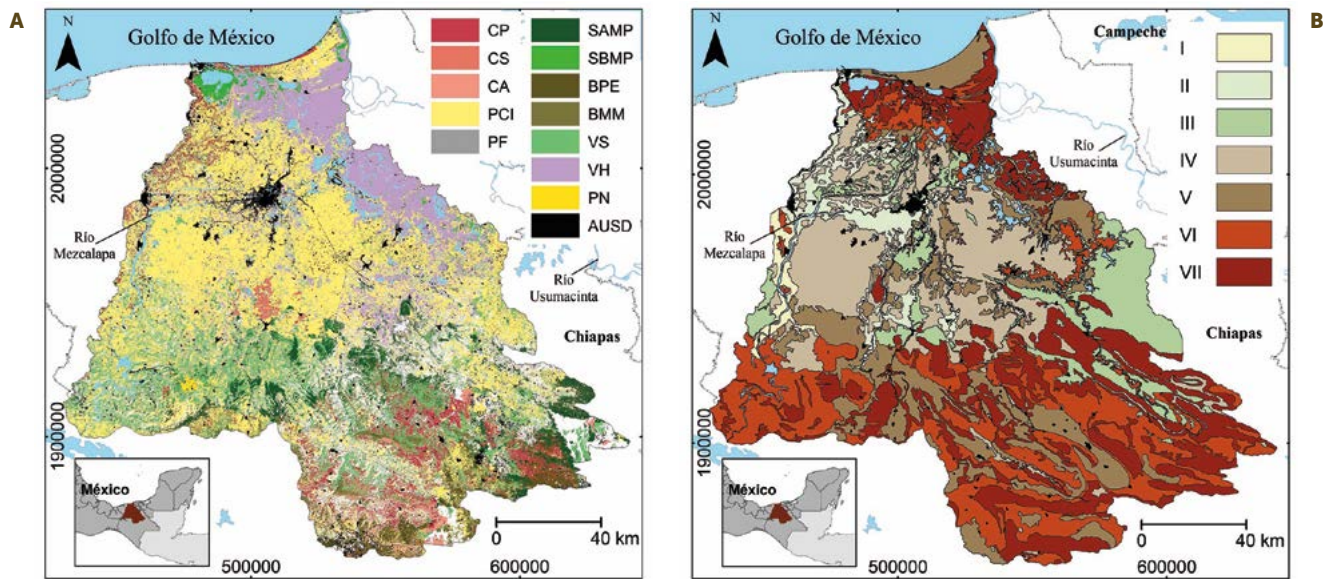 A
N
Golfo de México
CP
CS
CA
PCI
PF
SAMP
SBMP
BPE
BMM
VS
VH
PN
AUSD
2000000
1900000
Río
Mezcalapa
Río
Usumacinta
Chiapas
México
0
40 km
500000
600000
B
N
Golfo de México
Campeche
I
II
III
IV
V
VI
VII
Río
Usumacinta
2000000
1900000
Río
Mezcalapa
Chiapas
México
0
40 km
500000
600000